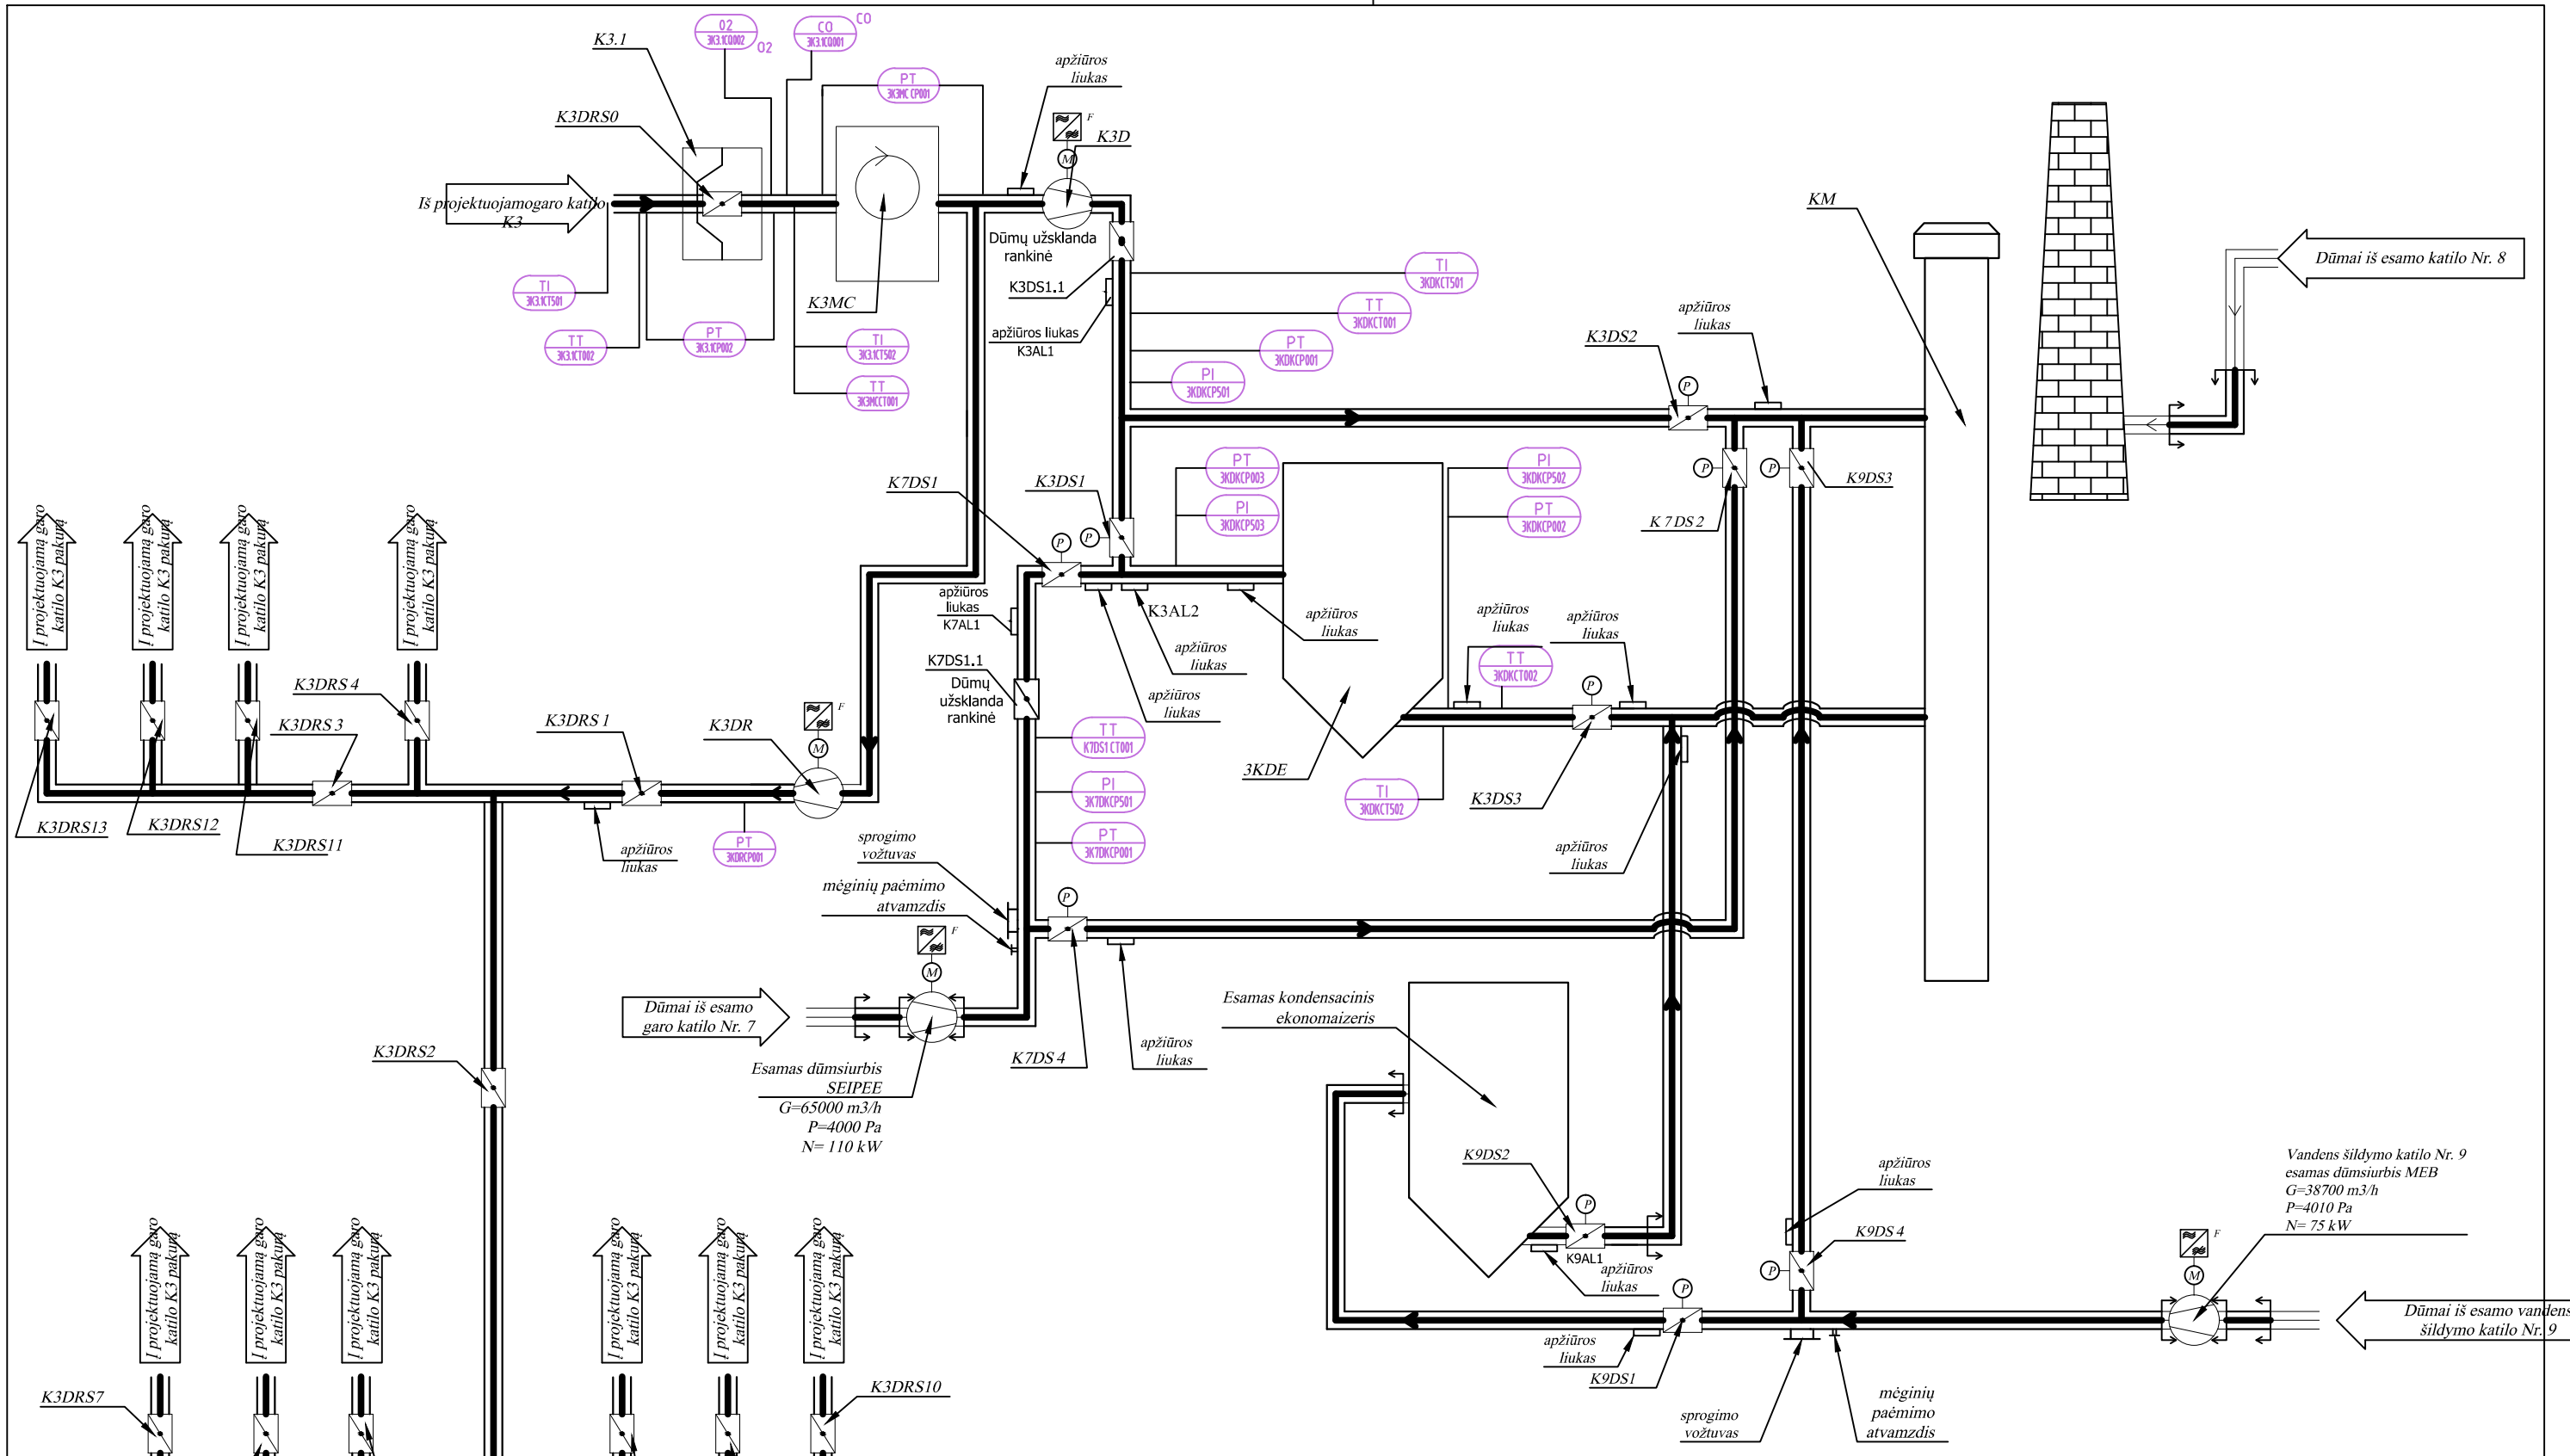 O2
3K3.1CQ002
O2
CO
3K3.1CQ001
CO
K3.1
PT
3K3MC CP001
apžiūros
liukas
F
M
K3D
K3DRS0
Iš projektuojamogaro katilo
K3
TI
3K3.1CT501
TT
3K3.1CT002
PT
3K3.1CP002
TI
3K3.1CT502
TT
3K3MCCT001
K3MC
Dūmų užsklanda
rankinė
K3DS1.1
apžiūros liukas
K3AL1
TI
3KDKCT501
TT
3KDKCT001
PT
3KDKCP001
PI
3KDKCP501
KM
Dūmai iš esamo katilo Nr. 8
apžiūros
liukas
K3DS2
P
P
P
K9DS3
K 7 DS 2
K7DS1
K3DS1
P
P
PT
3KDKCP003
PI
3KDKCP503
PI
3KDKCP502
PT
3KDKCP002
Į projektuojamą garo
katilo K3 pakurą
Į projektuojamą garo
katilo K3 pakurą
Į projektuojamą garo
katilo K3 pakurą
Į projektuojamą garo
katilo K3 pakurą
apžiūros
liukas
K7AL1
K3AL2
apžiūros
liukas
apžiūros
liukas
apžiūros
liukas
apžiūros
liukas
apžiūros
liukas
TT
3KDKCT002
P
K7DS1.1
Dūmų
užsklanda
rankinė
K3DRS 4
K3DRS 3
K3DRS 1
K3DR
F
M
TT
K7DS1 CT001
PI
3K7DKCP501
PT
3K7DKCP001
3KDE
TI
3KDKCT502
K3DS3
K3DRS13
K3DRS12
K3DRS11
apžiūros
liukas
PT
3KDRCP001
sprogimo
vožtuvas
mėginių paėmimo
atvamzdis
apžiūros
liukas
P
F
M
Dūmai iš esamo
garo katilo Nr. 7
Esamas kondensacinis
ekonomaizeris
K7DS 4
apžiūros
liukas
K3DRS2
Esamas dūmsiurbis
SEIPEE
G=65000 m3/h
P=4000 Pa
N= 110 kW
K9DS2
P
apžiūros
liukas
Vandens šildymo katilo Nr. 9
esamas dūmsiurbis MEB
G=38700 m3/h
P=4010 Pa
N= 75 kW
K9DS 4
P
F
M
K9AL1
apžiūros
liukas
P
Dūmai iš esamo vandens
šildymo katilo Nr. 9
Į projektuojamą garo
katilo K3 pakurą
Į projektuojamą garo
katilo K3 pakurą
Į projektuojamą garo
katilo K3 pakurą
Į projektuojamą garo
katilo K3 pakurą
Į projektuojamą garo
katilo K3 pakurą
Į projektuojamą garo
katilo K3 pakurą
apžiūros
liukas
K9DS1
K3DRS7
K3DRS10
sprogimo
vožtuvas
mėginių
paėmimo
atvamzdis